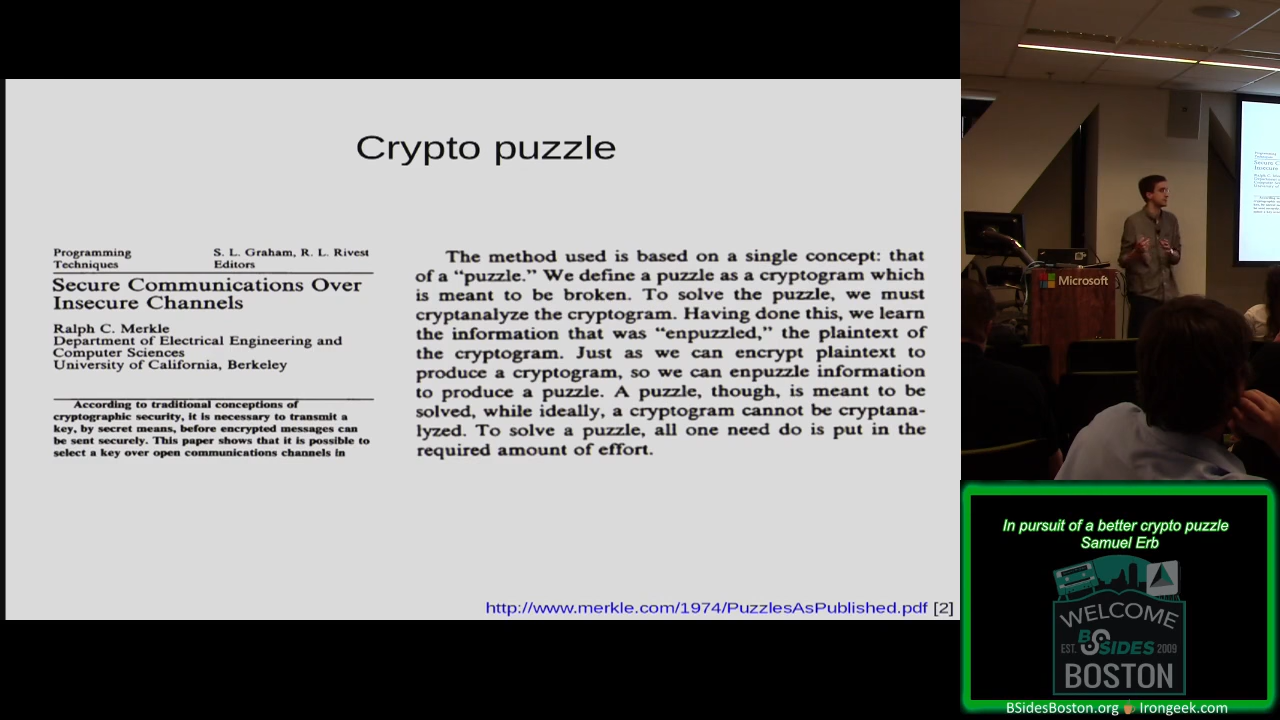 Crypto puzzle
Programming
Techniques
S. L. Graham, R. L. Rivest
Editors
Secure Communications Over
Insecure Channels
Ralph C. Merkle
Department of Electrical Engineering and
Computer Sciences
University of California, Berkeley
According to traditional conceptions of
cryptographic security, it is necessary to transmit a
key, by secret means, before encrypted messages can
be sent securely. This paper shows that it is possible to
select a key over open communications channels in
The method used is based on a single concept: that
of a “puzzle.” We define a puzzle as a cryptogram which
is meant to be broken. To solve the puzzle, we must
cryptanalyze the cryptogram. Having done this, we learn
the information that was “enpuzzled,” the plaintext of
the cryptogram. Just as we can encrypt plaintext to
produce a cryptogram, so we can enpuzzle information
to produce a puzzle. A puzzle, though, is meant to be
solved, while ideally, a cryptogram cannot be cryptana-
lyzed. To solve a puzzle, all one need do is put in the
required amount of effort.
http://www.merkle.com/1974/PuzzlesAsPublished.pdf [2]
Microsoft
In pursuit of a better crypto puzzle
Samuel Erb
WELCOME
EST. BSIDES 2009
BOSTON
BSidesBoston.org Irongeek.com